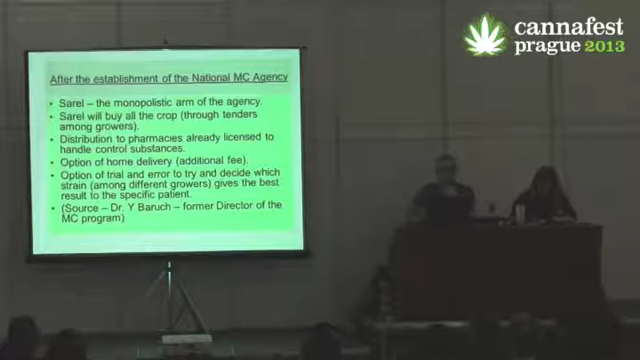 cannafest
prague 2013
After the establishment of the National MC Agency
• Sarel – the monopolistic arm of the agency.
• Sarel will buy all the crop (through tenders
among growers).
• Distribution to pharmacies already licensed to
handle control substances.
• Option of home delivery (additional fee).
• Option of trial and error to try and decide which
strain (among different growers) gives the best
result to the specific patient.
• (Source – Dr. Y Baruch – former Director of the
MC program)